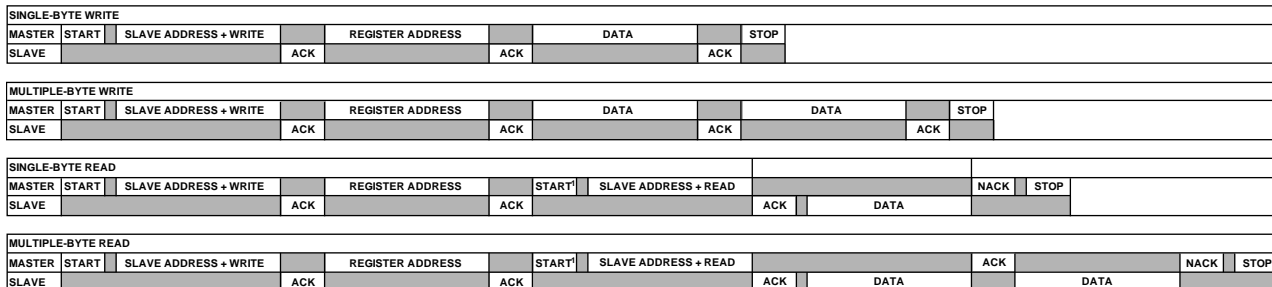 SINGLE-BYTE WRITE
MASTER START SLAVE ADDRESS + WRITE REGISTER ADDRESS DATA STOP
SLAVE ACK ACK ACK
MULTIPLE-BYTE WRITE
MASTER START SLAVE ADDRESS + WRITE REGISTER ADDRESS DATA DATA STOP
SLAVE ACK ACK ACK ACK
SINGLE-BYTE READ
MASTER START SLAVE ADDRESS + WRITE REGISTER ADDRESS START¹ SLAVE ADDRESS + READ NACK STOP
SLAVE ACK ACK ACK DATA
MULTIPLE-BYTE READ
MASTER START SLAVE ADDRESS + WRITE REGISTER ADDRESS START¹ SLAVE ADDRESS + READ ACK NACK STOP
SLAVE ACK ACK ACK DATA DATA